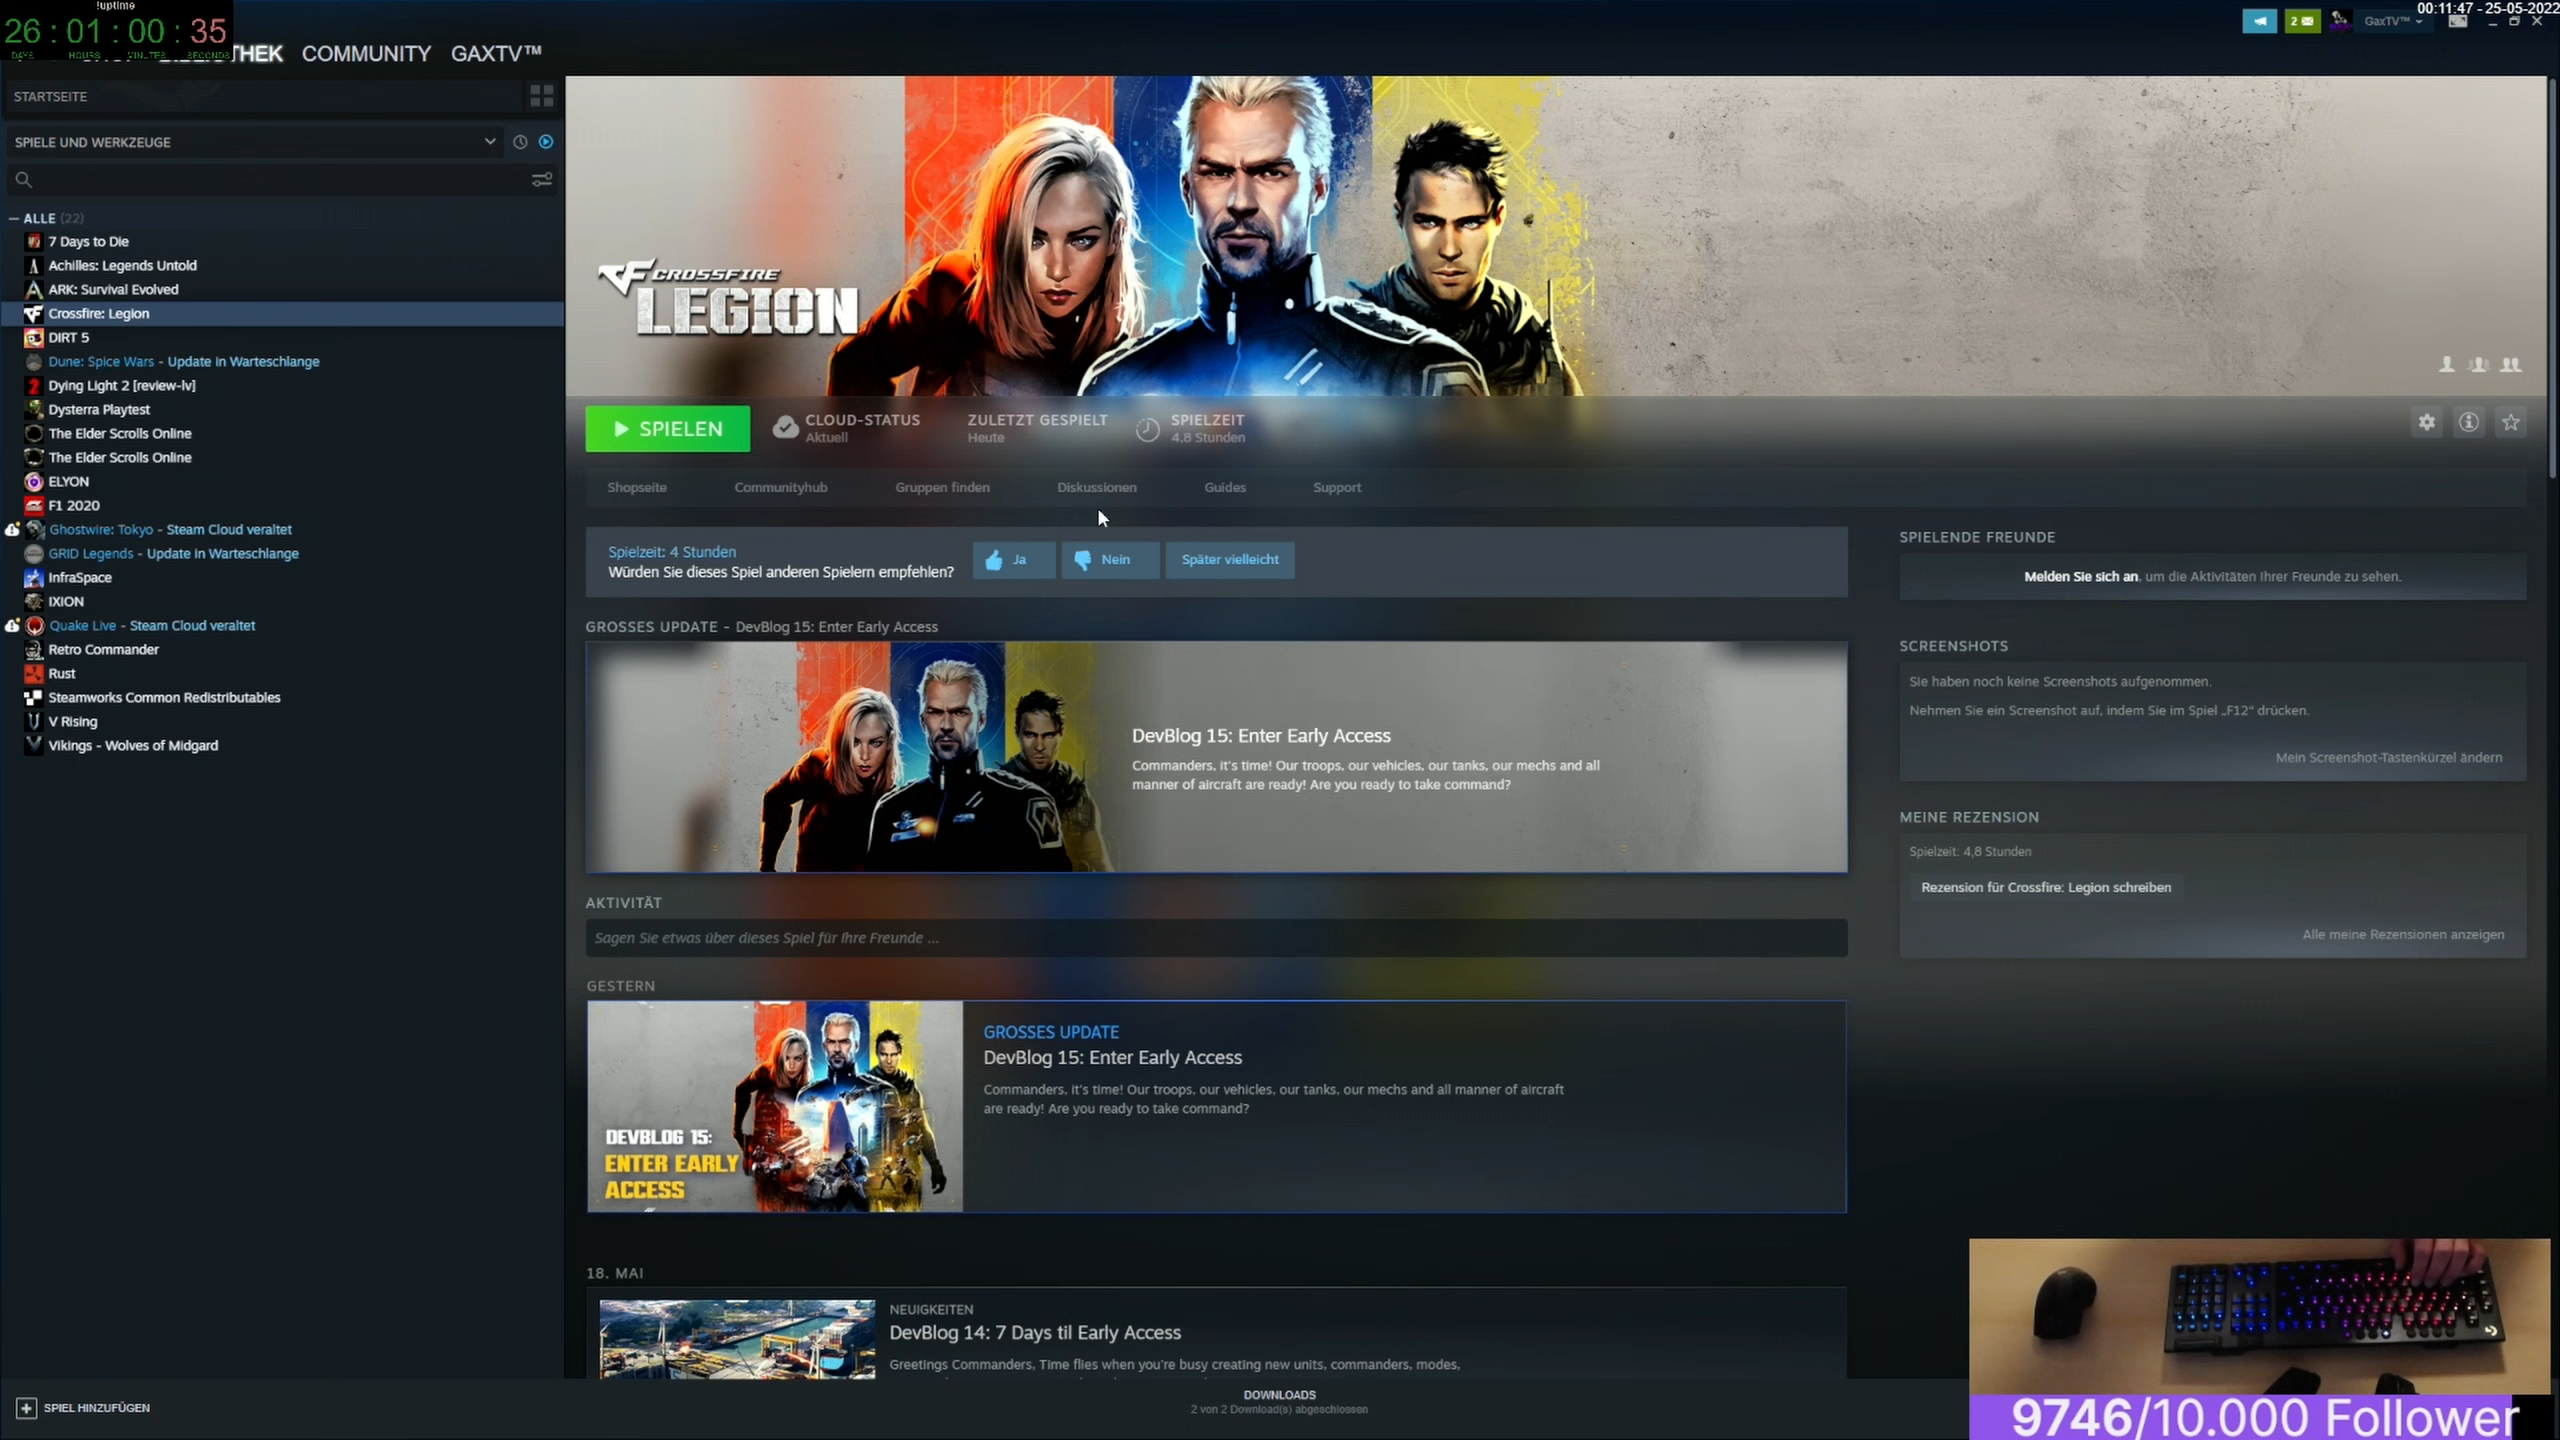 !uptime
26:01:00:35
DAYS HOURS MINUTES SECONDS
00:11:47 - 25-05-2022
2
GaxTV™
COMMUNITY
GAXTV™
STARTSEITE
SPIELE UND WERKZEUGE
ALLE (22)
7 Days to Die
Achilles: Legends Untold
ARK: Survival Evolved
Crossfire: Legion
DIRT 5
Dune: Spice Wars - Update in Warteschlange
Dying Light 2 [review-lv]
Dysterra Playtest
The Elder Scrolls Online
The Elder Scrolls Online
ELYON
F1 2020
Ghostwire: Tokyo - Steam Cloud veraltet
GRID Legends - Update in Warteschlange
InfraSpace
IXION
Quake Live - Steam Cloud veraltet
Retro Commander
Rust
Steamworks Common Redistributables
V Rising
Vikings - Wolves of Midgard
SPIEL HINZUFÜGEN
CROSSFIRE
LEGION
SPIELEN
CLOUD-STATUS
Aktuell
ZULETZT GESPIELT
Heute
SPIELZEIT
4,8 Stunden
Shopseite
Communityhub
Gruppen finden
Diskussionen
Guides
Support
Spielzeit: 4 Stunden
Würden Sie dieses Spiel anderen Spielern empfehlen?
Ja
Nein
Später vielleicht
GROSSES UPDATE - DevBlog 15: Enter Early Access
DevBlog 15: Enter Early Access
Commanders, it's time! Our troops, our vehicles, our tanks, our mechs and all
manner of aircraft are ready! Are you ready to take command?
AKTIVITÄT
Sagen Sie etwas über dieses Spiel für Ihre Freunde ...
GESTERN
DEVBLOG 15:
ENTER EARLY
ACCESS
GROSSES UPDATE
DevBlog 15: Enter Early Access
Commanders, it's time! Our troops, our vehicles, our tanks, our mechs and all manner of aircraft
are ready! Are you ready to take command?
18. MAI
NEUIGKEITEN
DevBlog 14: 7 Days til Early Access
Greetings Commanders, Time flies when you're busy creating new units, commanders, modes,
SPIELENDE FREUNDE
Melden Sie sich an, um die Aktivitäten Ihrer Freunde zu sehen.
SCREENSHOTS
Sie haben noch keine Screenshots aufgenommen.
Nehmen Sie ein Screenshot auf, indem Sie im Spiel „F12" drücken.
Mein Screenshot-Tastenkürzel ändern
MEINE REZENSION
Spielzeit: 4,8 Stunden
Rezension für Crossfire: Legion schreiben
Alle meine Rezensionen anzeigen
DOWNLOADS
2 von 2 Download(s) abgeschlossen
9746/10.000 Follower